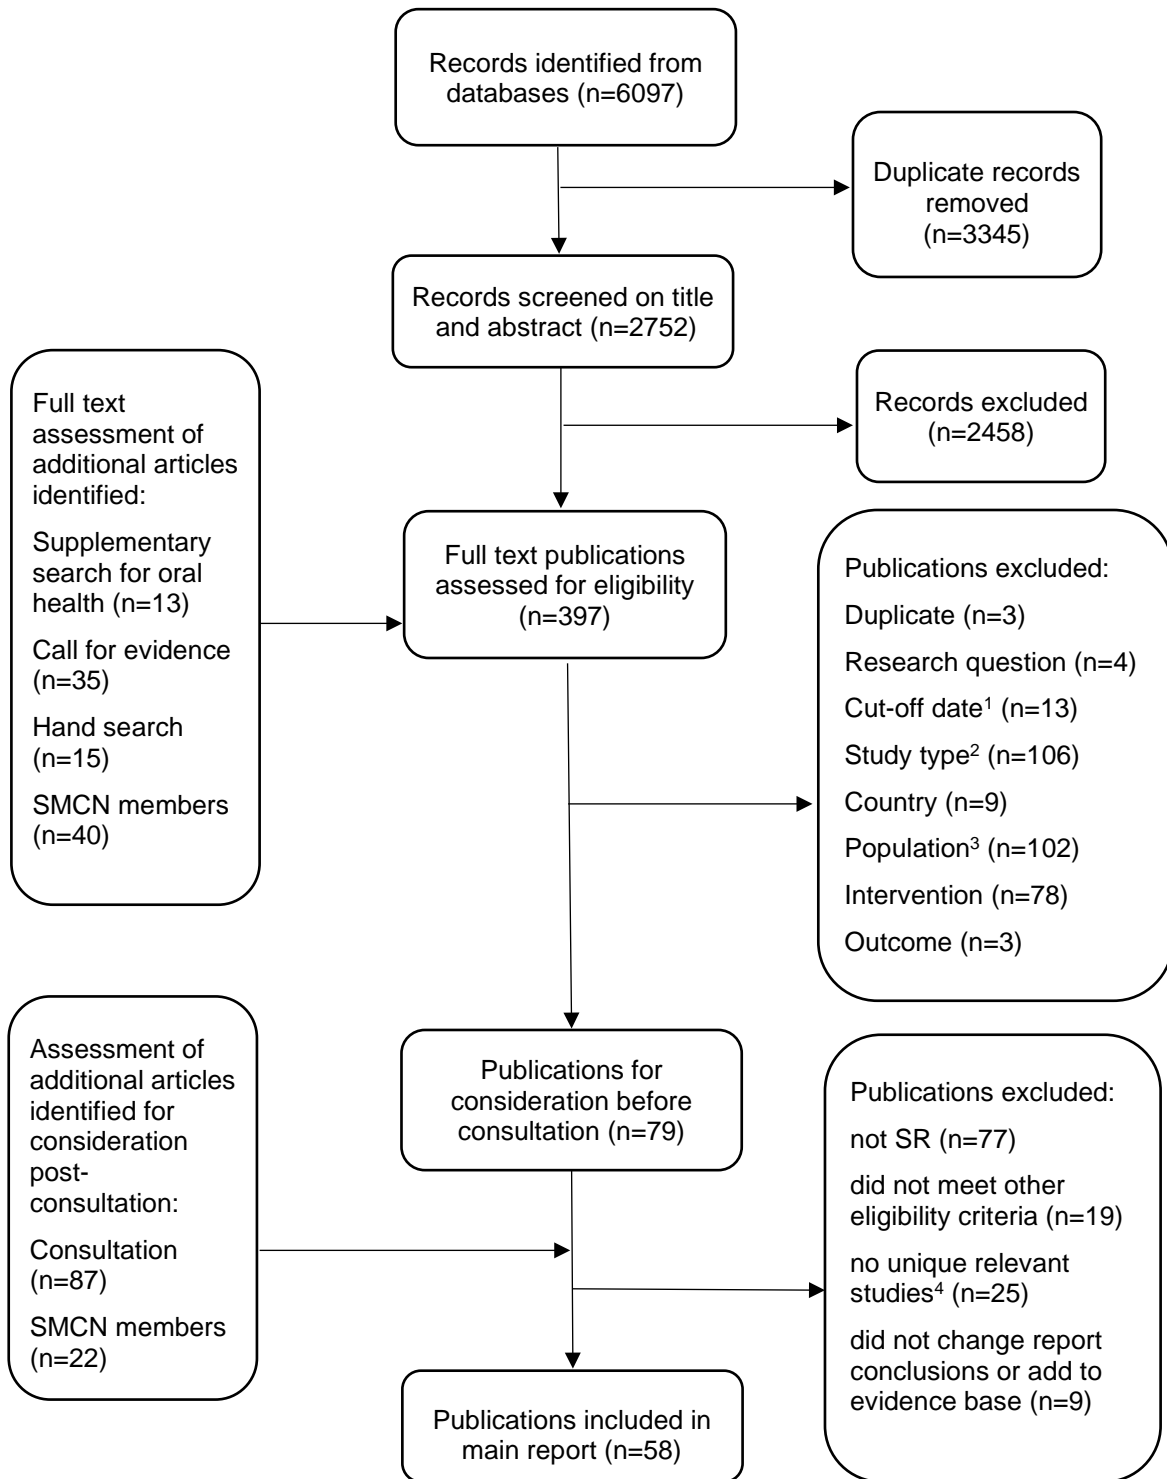 Records identified from
databases (n=6097)
Duplicate records
removed
(n=3345)
Records screened on title
and abstract (n=2752)
Records excluded
(n=2458)
Full text
assessment of
additional articles
identified:
Supplementary
search for oral
health (n=13)
Call for evidence
(n=35)
Hand search
(n=15)
SMCN members
(n=40)
Full text publications
assessed for eligibility
(n=397)
Publications excluded:
Duplicate (n=3)
Research question (n=4)
Cut-off date¹ (n=13)
Study type² (n=106)
Country (n=9)
Population³ (n=102)
Intervention (n=78)
Outcome (n=3)
Publications for
consideration before
consultation (n=79)
Assessment of
additional articles
identified for
consideration
post-
consultation:
Consultation
(n=87)
SMCN members
(n=22)
Publications excluded:
not SR (n=77)
did not meet other
eligibility criteria (n=19)
no unique relevant
studies⁴ (n=25)
did not change report
conclusions or add to
evidence base (n=9)
Publications included in
main report (n=58)